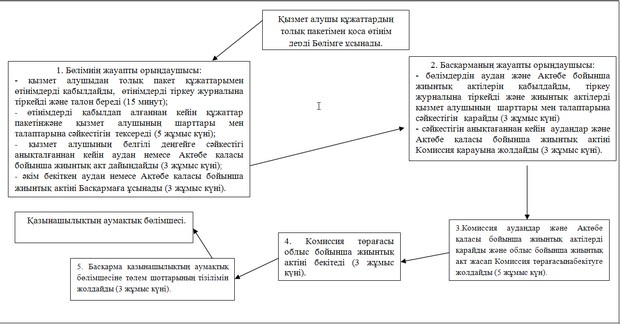 Қызмет алушы құжаттардың
толық пакетімен қоса өтінім
дерді Бөлімге ұсынады.
1. Бөлімнің жауапты орындаушысы:
- қызмет алушыдан толық пакет құжаттарымен
өтінімдерді қабылдайды, өтінімдерді тіркеу журналына
тіркейді және талон береді (15 минут);
- өтінімдерді қабылдап алғаннан кейін құжаттар
пакетінжәне қызмет алушының шарттары мен
талаптарына сәйкестігін тексереді (5 жұмыс күні);
- қызмет алушының белгілі деңгейге сәйкестігі
анықталғаннан кейін аудан немесе Ақтөбе қаласы
бойынша жиынтық акт дайындайды (3 жұмыс күні);
- әкім бекіткен аудан немесе Ақтөбе қаласы бойынша
жиынтық актіні Басқармаға ұсынады (3 жұмыс күні).
2. Басқарманың жауапты орындаушысы:
- бөлімдердің аудан және Ақтөбе бойынша
жиынтық актілерін қабылдайды, тіркеу
журналына тіркейді және жиынтық актілерді
қызмет алушының шарттары мен талаптарына
сәйкестігін қарайды (3 жұмыс күні)
- сәйкестігін анықтағаннан кейін аудандар және
Ақтөбе қаласы бойынша жиынтық актіні
Комиссия қарауына жолдайды (3 жұмыс күні).
3.Комиссия аудандар және Ақтөбе
қаласы бойынша жиынтық актілерді
қарайды және облыс бойынша жиынтық
акт жасап Комиссия төрағасынабекітуге
жолдайды (5 жұмыс күн).
4. Комиссия төрағасы
облыс бойынша жиынтық
актіні бекітеді (3 жұмыс
күні).
5. Басқарма қазынашылықтың аумақтық
бөлімшесіне төлем шоттарының тізілімін
жолдайды (3 жұмыс күні).
Қазынашылықтың аумақтық бөлімшесі.